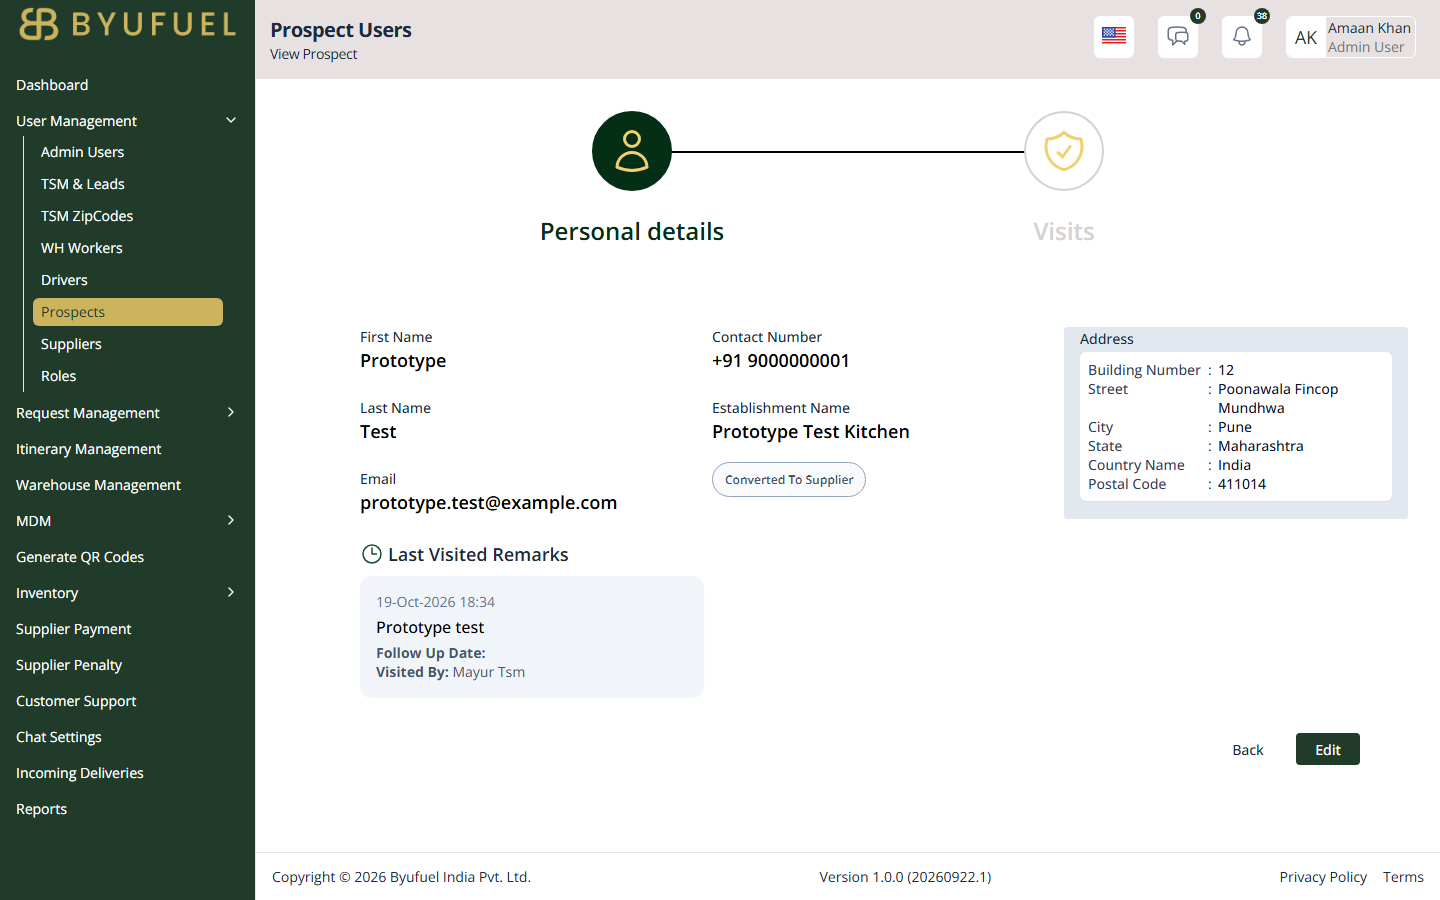 BYUFUEL
Prospect Users
View Prospect
0
38
AK
Amaan Khan
Admin User
Dashboard
User Management
Admin Users
TSM & Leads
TSM ZipCodes
WH Workers
Drivers
Prospects
Suppliers
Roles
Request Management
Itinerary Management
Warehouse Management
MDM
Generate QR Codes
Inventory
Supplier Payment
Supplier Penalty
Customer Support
Chat Settings
Incoming Deliveries
Reports
Personal details
Visits
First Name
Prototype
Last Name
Test
Email
prototype.test@example.com
Contact Number
+91 9000000001
Establishment Name
Prototype Test Kitchen
Converted To Supplier
Address
Building Number : 12
Street : Poonawala Fincop
Mundhwa
City : Pune
State : Maharashtra
Country Name : India
Postal Code : 411014
Last Visited Remarks
19-Oct-2026 18:34
Prototype test
Follow Up Date:
Visited By: Mayur Tsm
Back
Edit
Copyright © 2026 Byufuel India Pvt. Ltd.
Version 1.0.0 (20260922.1)
Privacy Policy
Terms